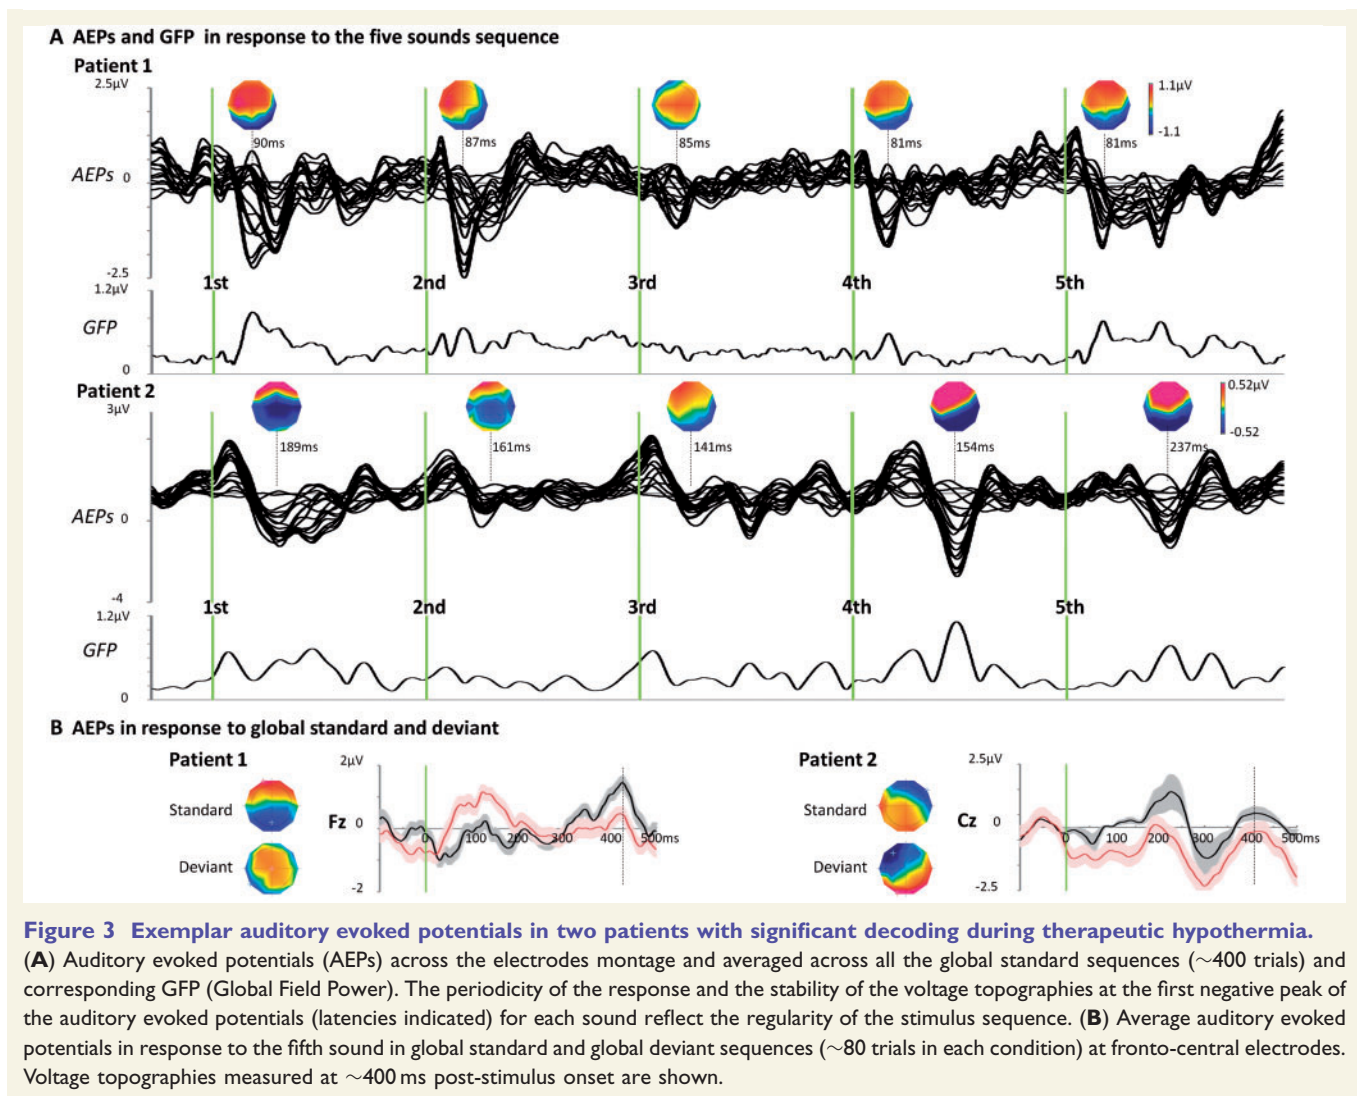 A AEPs and GFP in response to the five sounds sequence
Patient 1
2.5µV
1.1µV
-1.1
90ms
87ms
85ms
81ms
81ms
AEPs 0
-2.5
1st
2nd
3rd
4th
5th
1.2µV
GFP
0
Patient 2
3µV
0.52µV
-0.52
189ms
161ms
141ms
154ms
237ms
AEPs 0
-4
1st
2nd
3rd
4th
5th
1.2µV
GFP
0
B AEPs in response to global standard and deviant
Patient 1
Standard
Deviant
2µV
Fz 0
-2
0 100 200 300 400 500ms
Patient 2
Standard
Deviant
2.5µV
Cz 0
-2.5
0 100 200 300 400 500ms
Figure 3 Exemplar auditory evoked potentials in two patients with significant decoding during therapeutic hypothermia.
(A) Auditory evoked potentials (AEPs) across the electrodes montage and averaged across all the global standard sequences (∼400 trials) and
corresponding GFP (Global Field Power). The periodicity of the response and the stability of the voltage topographies at the first negative peak of
the auditory evoked potentials (latencies indicated) for each sound reflect the regularity of the stimulus sequence. (B) Average auditory evoked
potentials in response to the fifth sound in global standard and global deviant sequences (∼80 trials in each condition) at fronto-central electrodes.
Voltage topographies measured at ∼400 ms post-stimulus onset are shown.